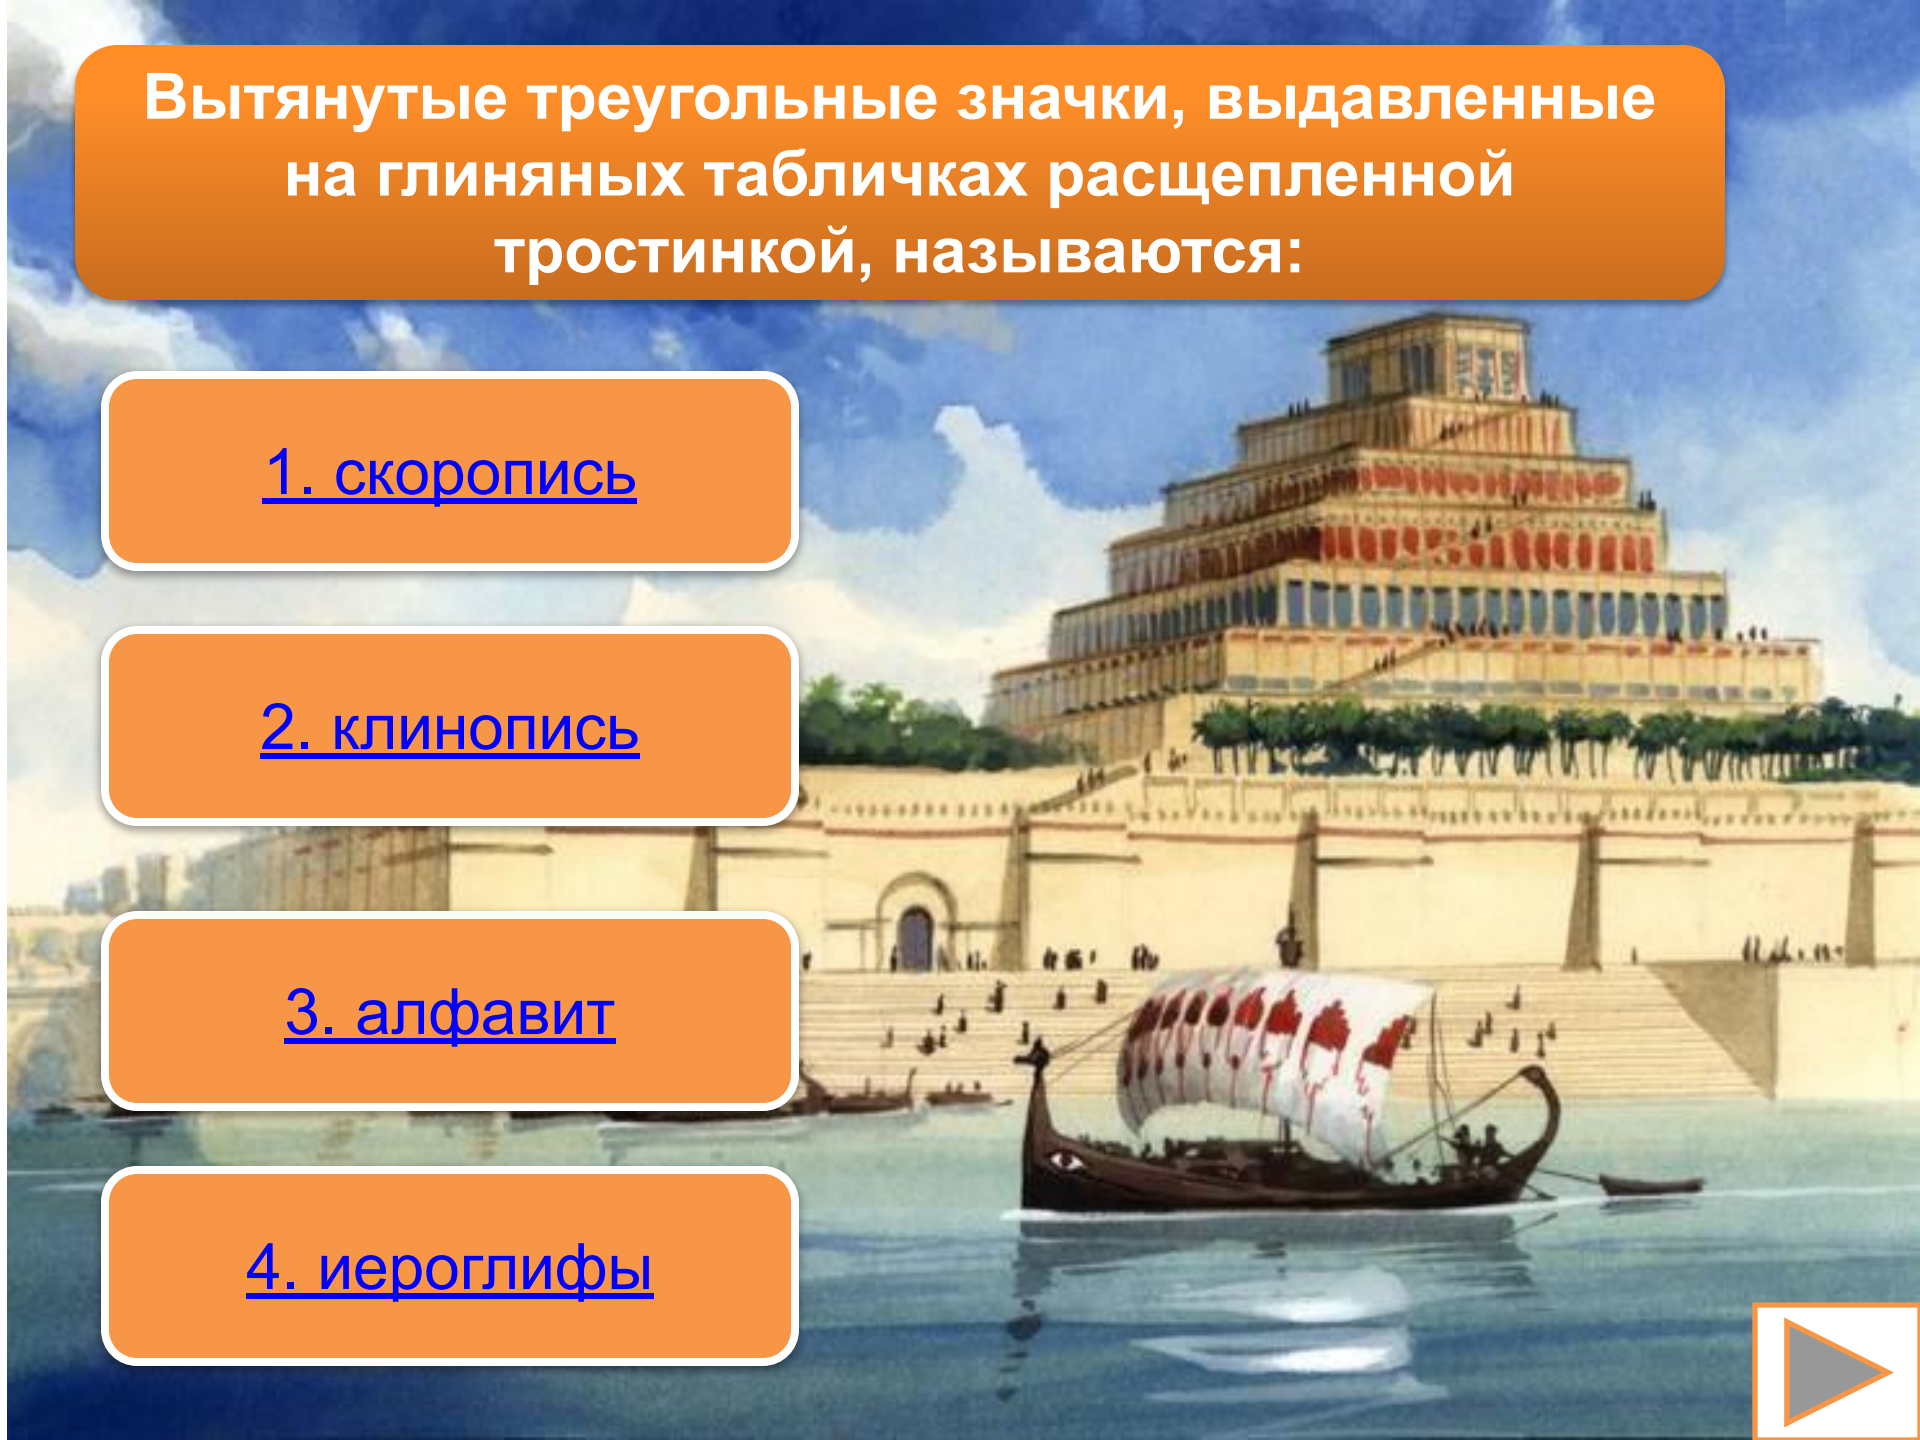 Вытянутые треугольные значки, выдавленные
на глиняных табличках расщепленной
тростинкой, называются:
1. скоропись
2. клинопись
3. алфавит
4. иероглифы